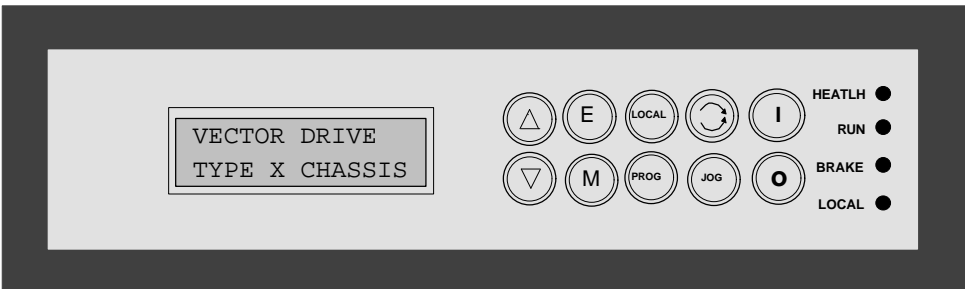 VECTOR DRIVE
TYPE X CHASSIS
E
LOCAL
I
M
PROG
JOG
O
HEATLH
RUN
BRAKE
LOCAL